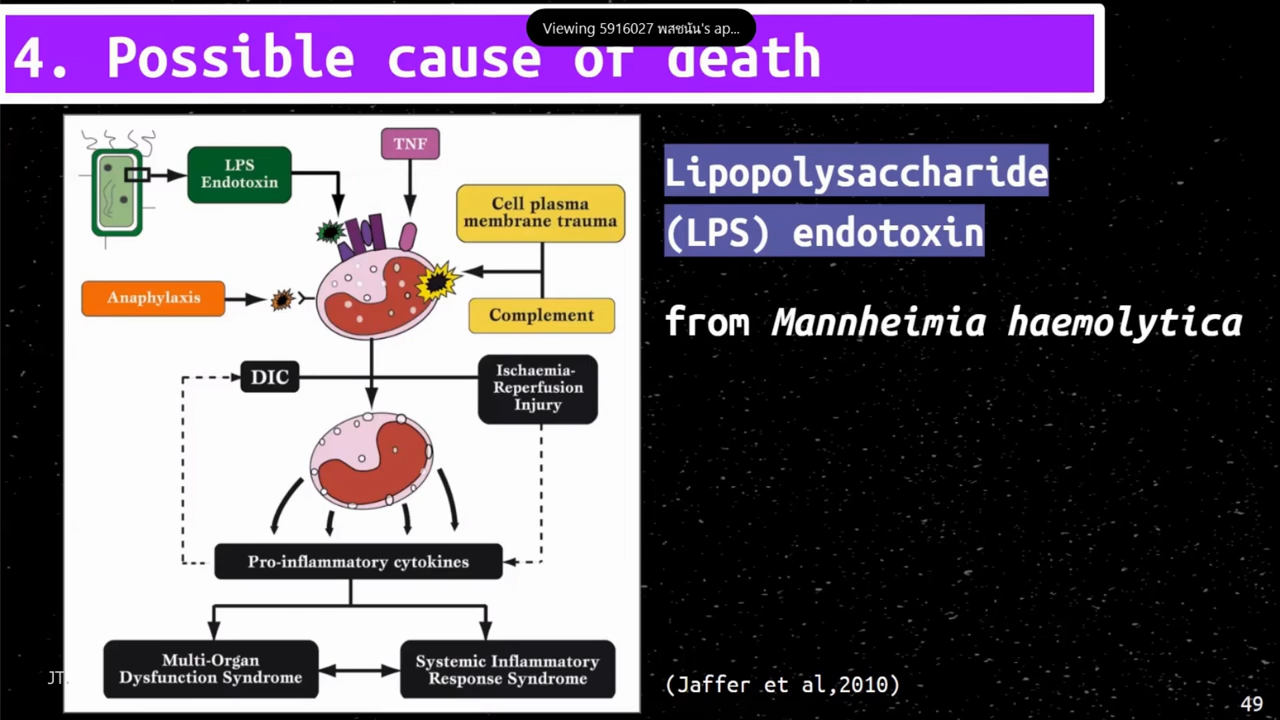 Viewing 5916027 พสชนัน's ap...
4. Possible cause of death
LPS
Endotoxin
TNF
Cell plasma
membrane trauma
Anaphylaxis
Complement
DIC
Ischaemia-
Reperfusion
Injury
Pro-inflammatory cytokines
Multi-Organ
Dysfunction Syndrome
Systemic Inflammatory
Response Syndrome
Lipopolysaccharide
(LPS) endotoxin
from Mannheimia haemolytica
(Jaffer et al,2010)
JT.
49